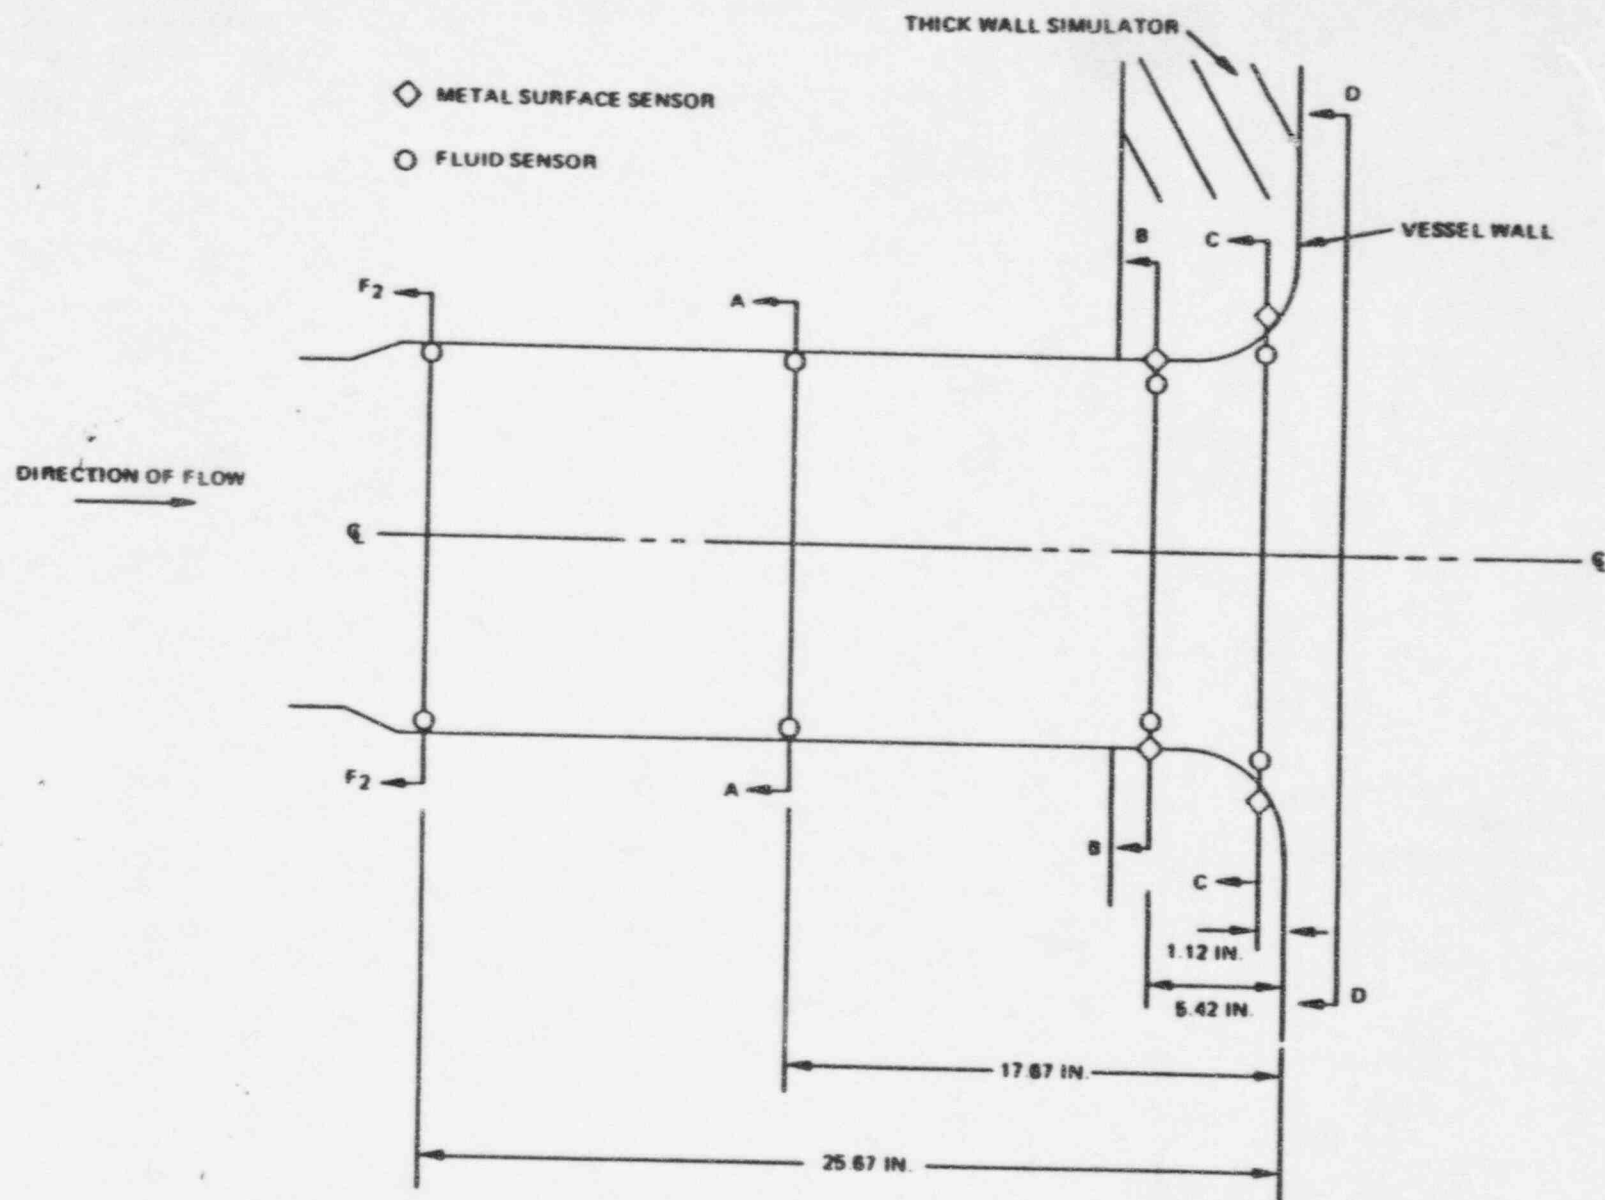 THICK WALL SIMULATOR
METAL SURFACE SENSOR
FLUID SENSOR
D
B
C
VESSEL WALL
F2
A
DIRECTION OF FLOW
℄
℄
F2
A
B
C
1.12 IN.
D
5.42 IN.
17.67 IN.
25.67 IN.